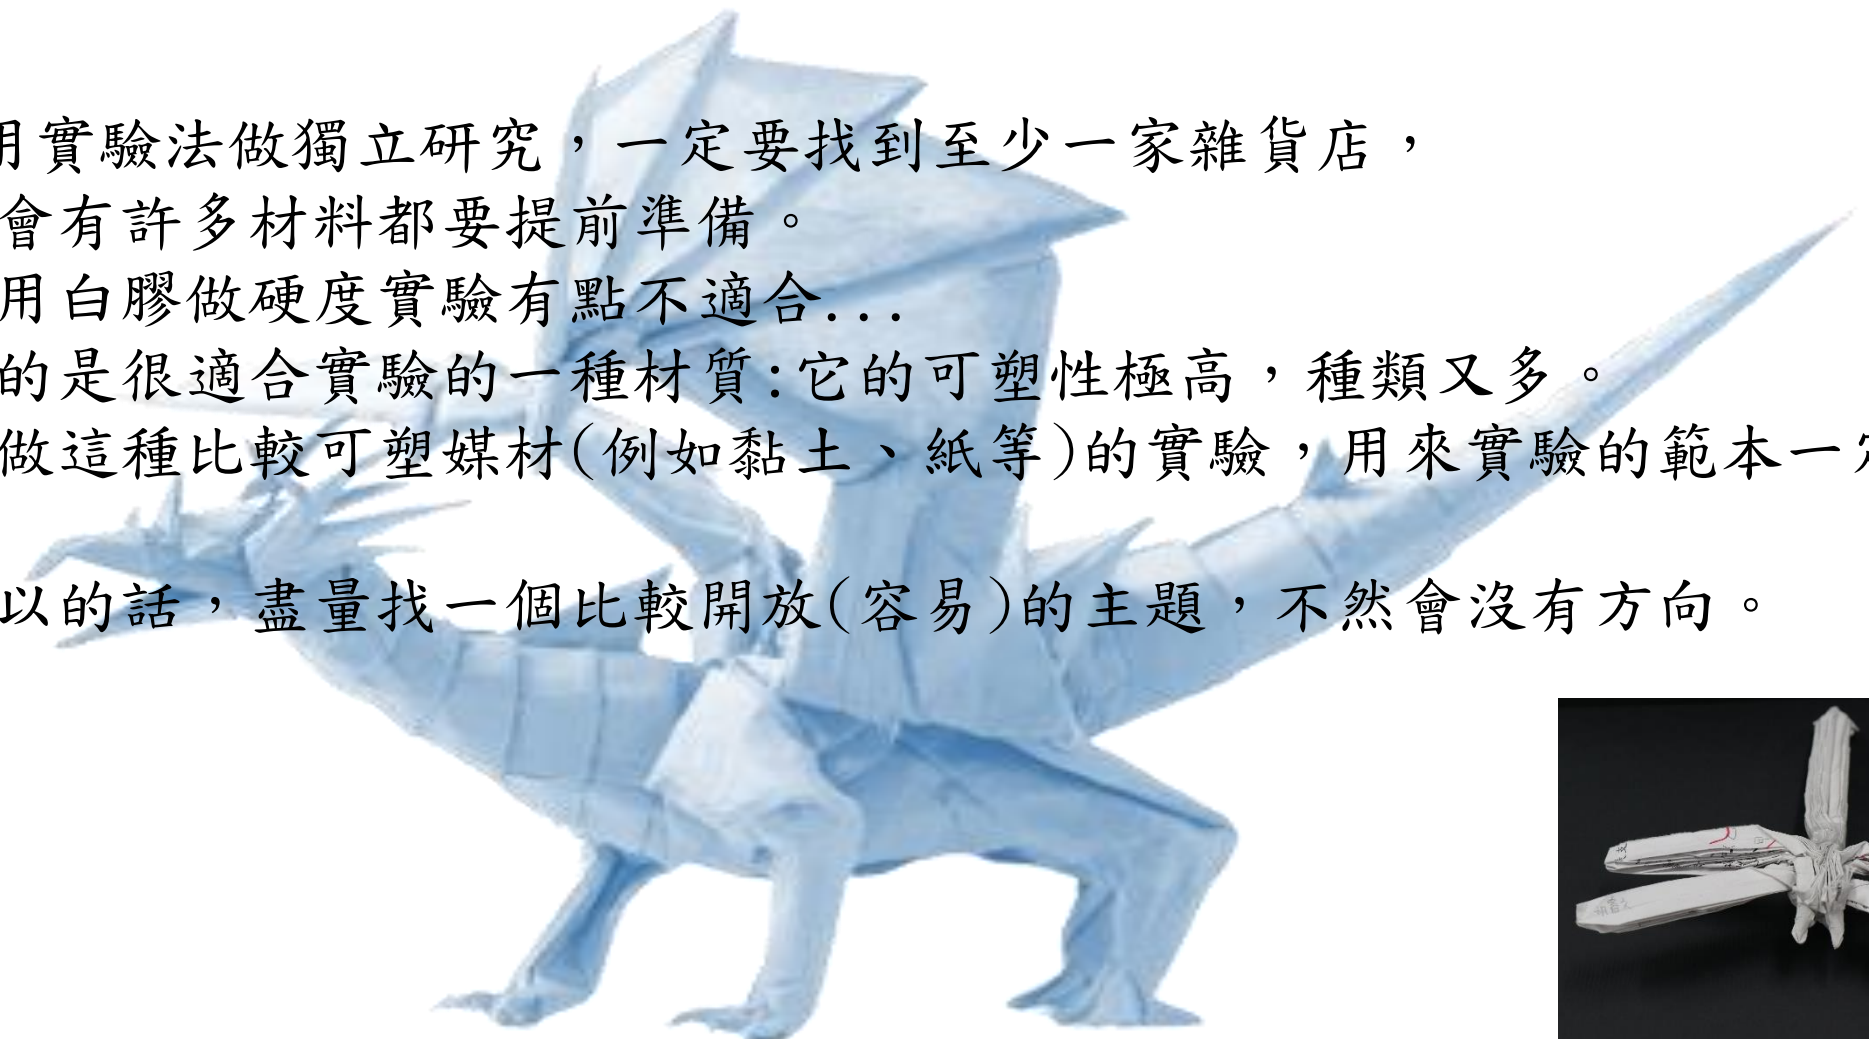 用實驗法做獨立研究，一定要找到至少一家雜貨店，
會有許多材料都要提前準備。
用白膠做硬度實驗有點不適合...
的是很適合實驗的一種材質:它的可塑性極高，種類又多。
做這種比較可塑媒材(例如黏土、紙等)的實驗，用來實驗的範本一定
以的話，盡量找一個比較開放(容易)的主題，不然會沒有方向。